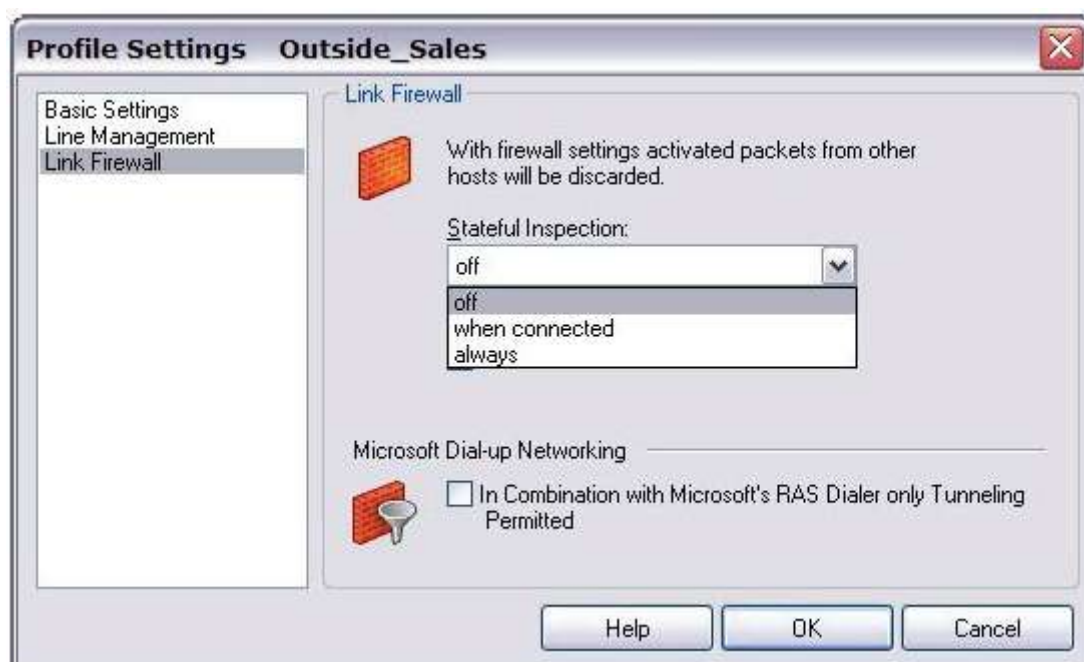 Profile Settings Outside_Sales
Basic Settings
Line Management
Link Firewall
Link Firewall
With firewall settings activated packets from other
hosts will be discarded.
Stateful Inspection:
off
off
when connected
always
Microsoft Dial-up Networking
In Combination with Microsoft's RAS Dialer only Tunneling
Permitted
Help
OK
Cancel